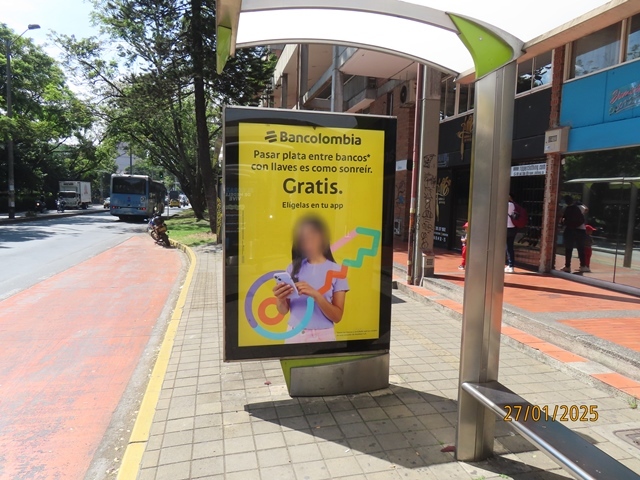 Bancolombia
Pasar plata entre bancos*
con llaves es como sonreír.
Gratis.
Elígelas en tu app
27/01/2025